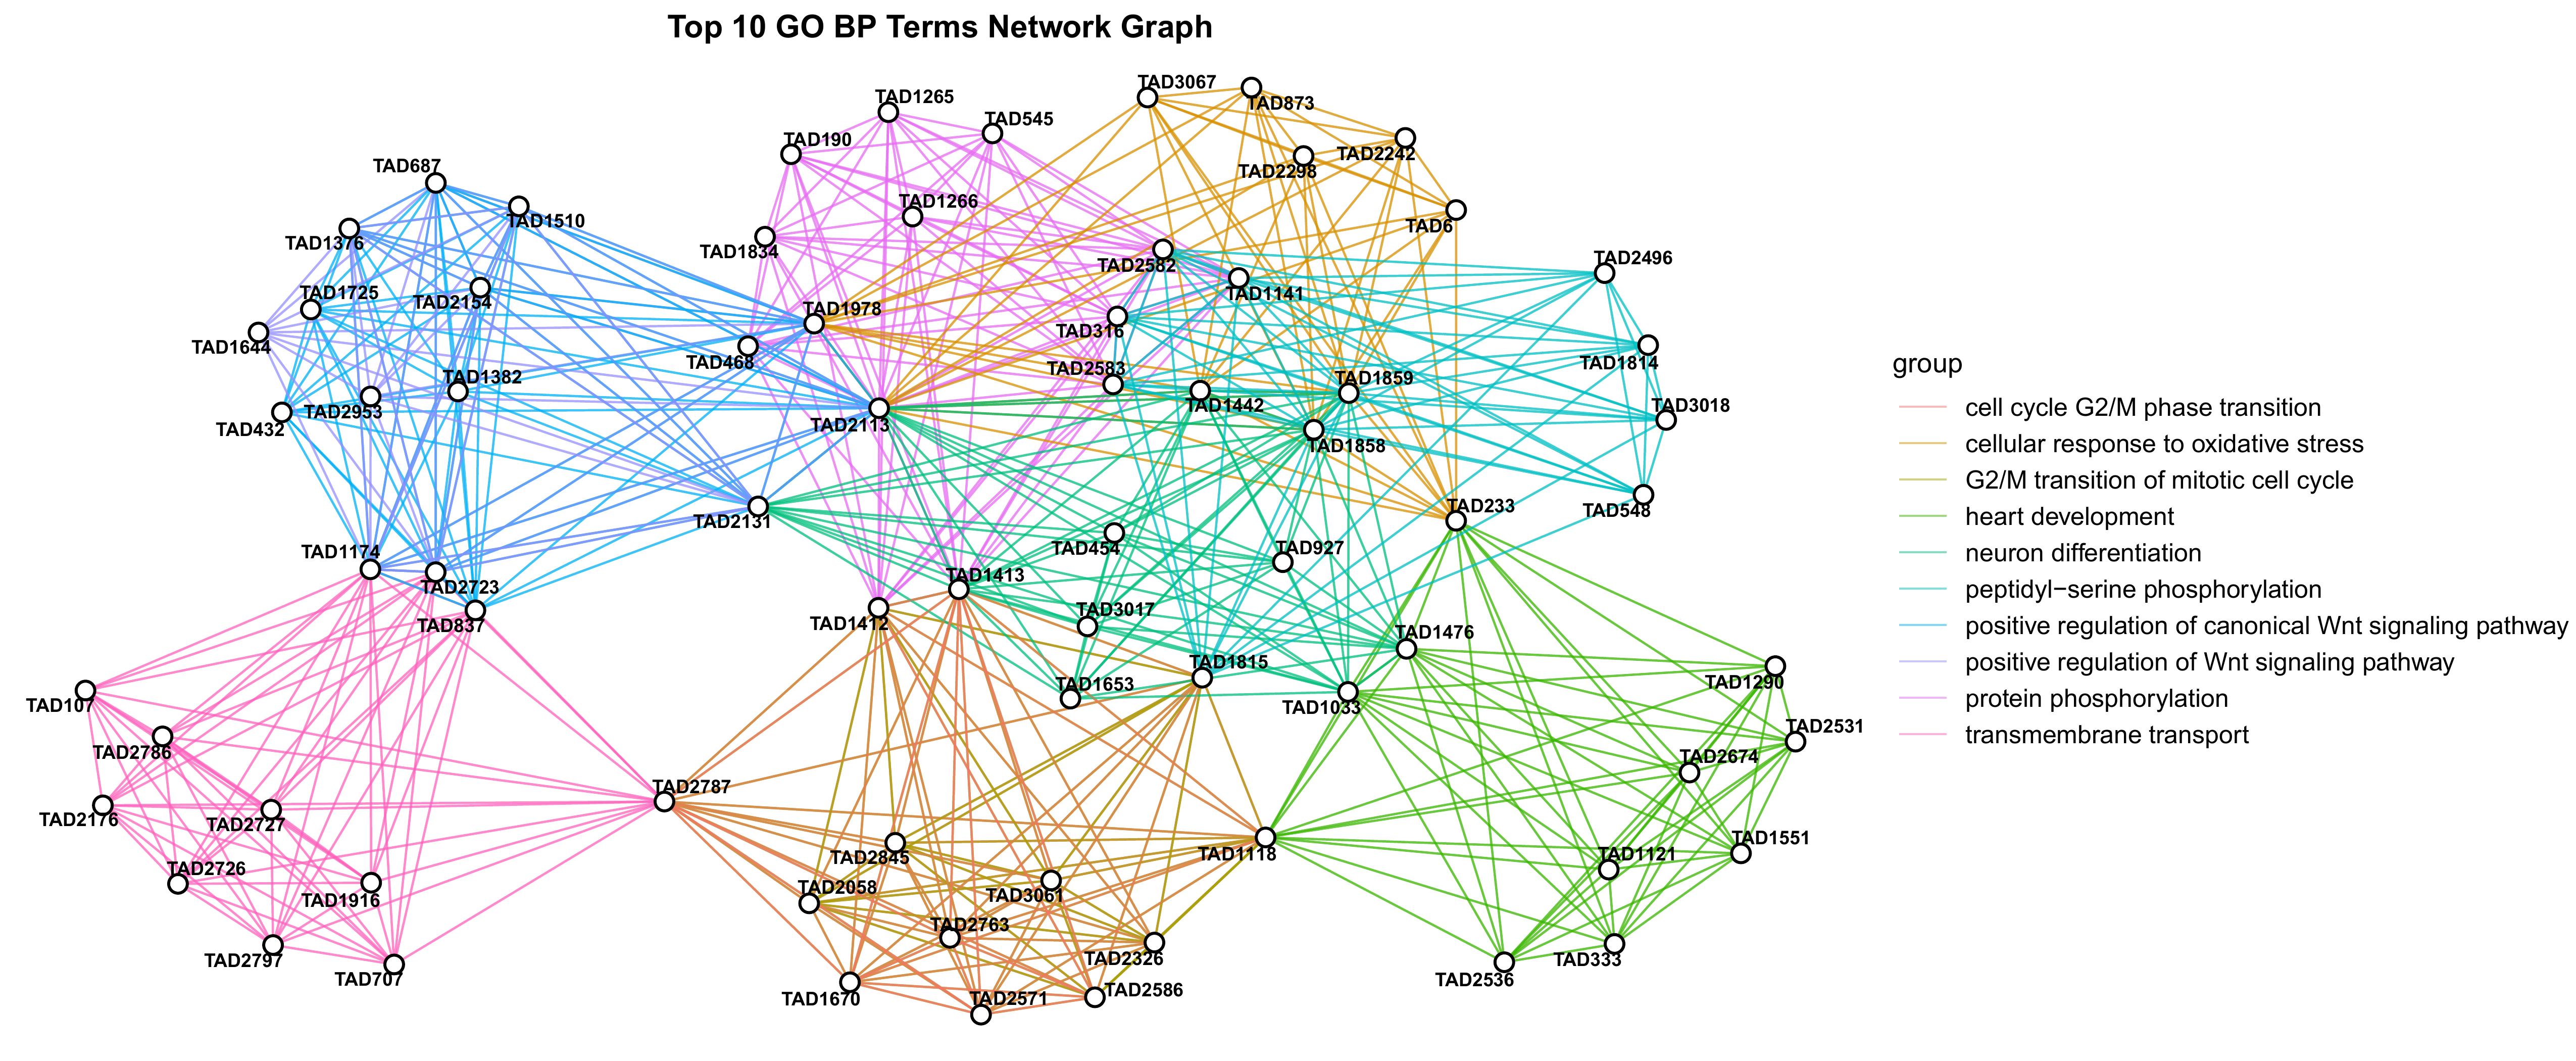 Top 10 GO BP Terms Network Graph
TAD3067
TAD873
TAD1265
TAD545
TAD190
TAD2242
TAD2298
TAD687
TAD1266
TAD1510
TAD6
TAD1376
TAD1834
TAD2582
TAD2496
TAD1725
TAD2154
TAD1141
TAD1978
TAD316
TAD1644
TAD468
TAD1814
TAD2583
TAD1382
TAD1859
TAD2953
TAD1442
TAD3018
TAD432
TAD2113
TAD1858
TAD2131
TAD233
TAD548
TAD1174
TAD454
TAD927
TAD2723
TAD1413
TAD837
TAD1412
TAD3017
TAD1476
TAD1815
TAD1653
TAD1290
TAD107
TAD1033
TAD2531
TAD2786
TAD2674
TAD2787
TAD2176
TAD2727
TAD1551
TAD2845
TAD1118
TAD1121
TAD2726
TAD2058
TAD1916
TAD3061
TAD2763
TAD2797
TAD2326
TAD333
TAD707
TAD2536
TAD1670
TAD2571
TAD2586
group
cell cycle G2/M phase transition
cellular response to oxidative stress
G2/M transition of mitotic cell cycle
heart development
neuron differentiation
peptidyl−serine phosphorylation
positive regulation of canonical Wnt signaling pathway
positive regulation of Wnt signaling pathway
protein phosphorylation
transmembrane transport